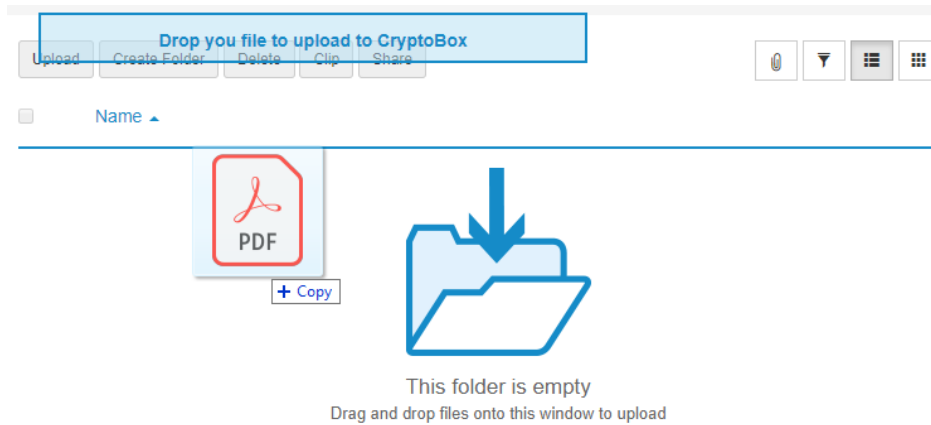 Drop you file to upload to CryptoBox
Upload Create Folder Delete Clip Share
Name
PDF
+ Copy
This folder is empty
Drag and drop files onto this window to upload